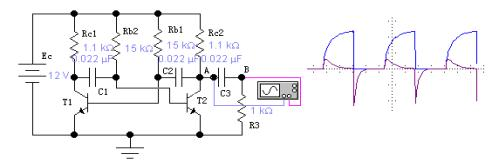 Rc1 Rb2 Rb1 Rc2
1.1 kΩ 15 kΩ 15 kΩ 1.1 kΩ
Ec 0.022 µF 0.022 µF 0.022 µF
12 V C1 C2 A C3 B
T1 T2 1 kΩ
R3